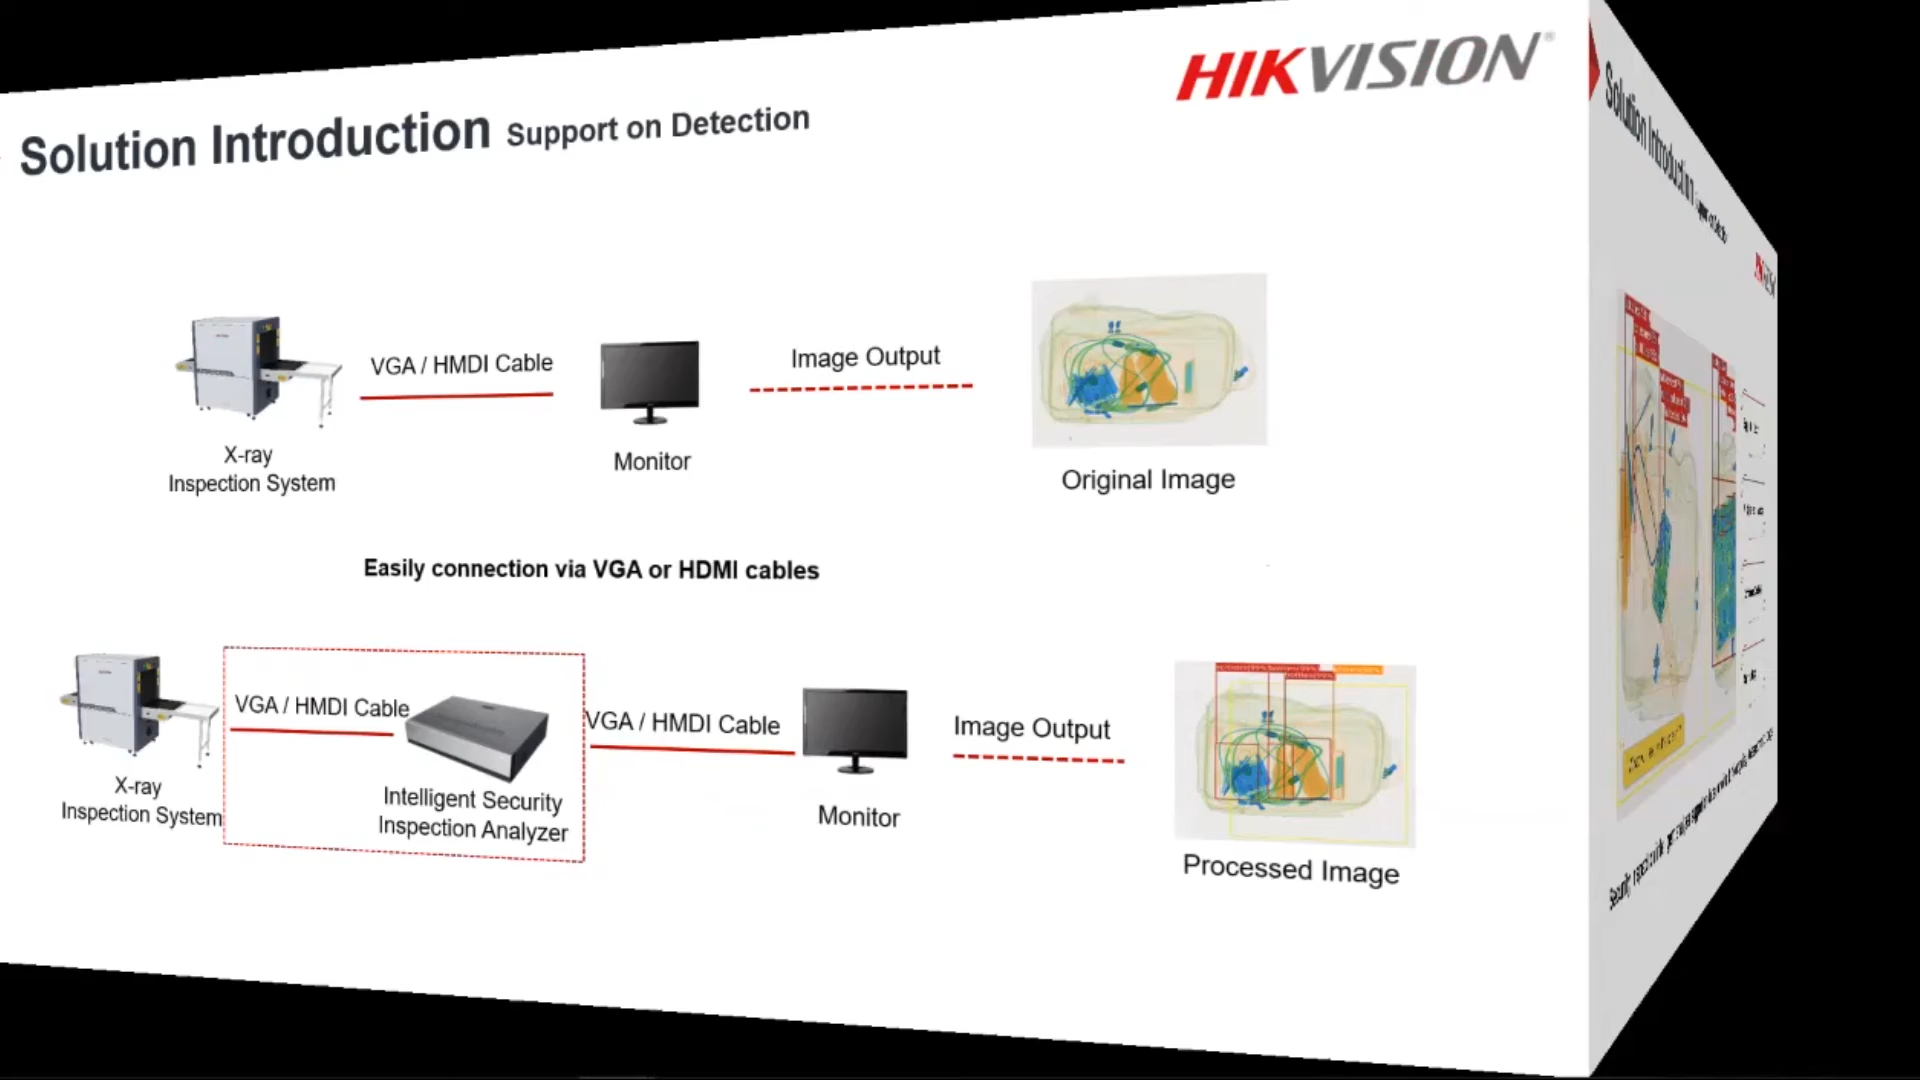 HIKVISION®
Solution Introduction Support on Detection
VGA / HMDI Cable
Image Output
X-ray
Inspection System
Monitor
Original Image
Easily connection via VGA or HDMI cables
VGA / HMDI Cable
VGA / HMDI Cable
Image Output
X-ray
Inspection System
Intelligent Security
Inspection Analyzer
Monitor
Processed Image
Solution Introduction